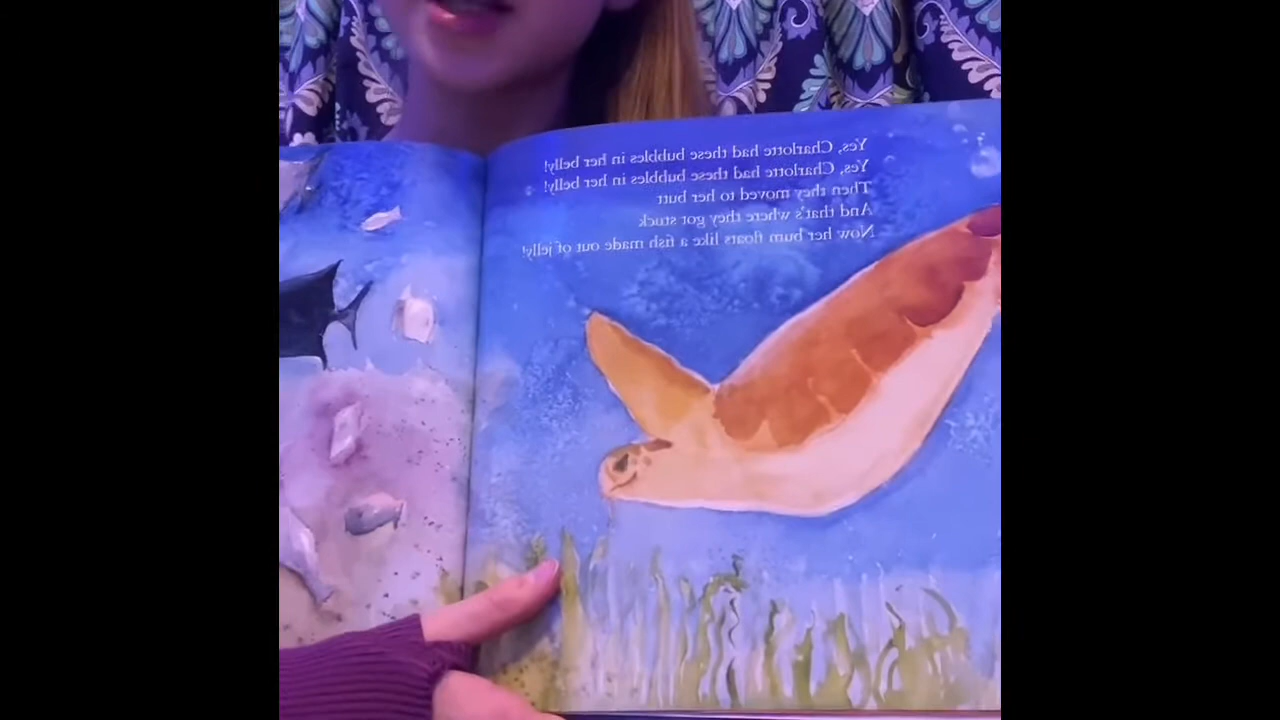 Yes, Charlotte had these bubbles in her belly!
Yes, Charlotte had these bubbles in her belly!
Then they moved to her butt
And that's where they got stuck
Now her bum floats like a fish made out of jelly!